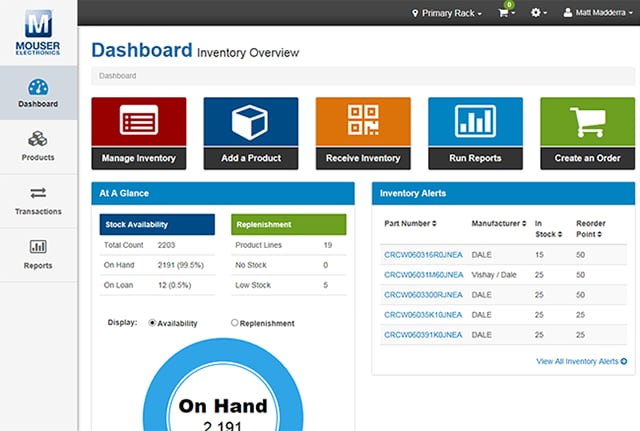 M
MOUSER
ELECTRONICS
Primary Rack
0
Matt Madderra
Dashboard
Products
Transactions
Reports
Dashboard Inventory Overview
Dashboard
Manage Inventory
Add a Product
Receive Inventory
Run Reports
Create an Order
At A Glance
Stock Availability
Total Count 2203
On Hand 2191 (99.5%)
On Loan 12 (0.5%)
Replenishment
Product Lines 19
No Stock 0
Low Stock 5
Display: Availability Replenishment
On Hand
2,191
Inventory Alerts
Part Number Manufacturer In Stock Reorder Point
CRCW060316R0JNEA DALE 15 50
CRCW06031M60JNEA Vishay / Dale 25 50
CRCW0603300RJNEA DALE 25 50
CRCW06035K10JNEA DALE 25 25
CRCW060391K0JNEA DALE 25 50
View All Inventory Alerts